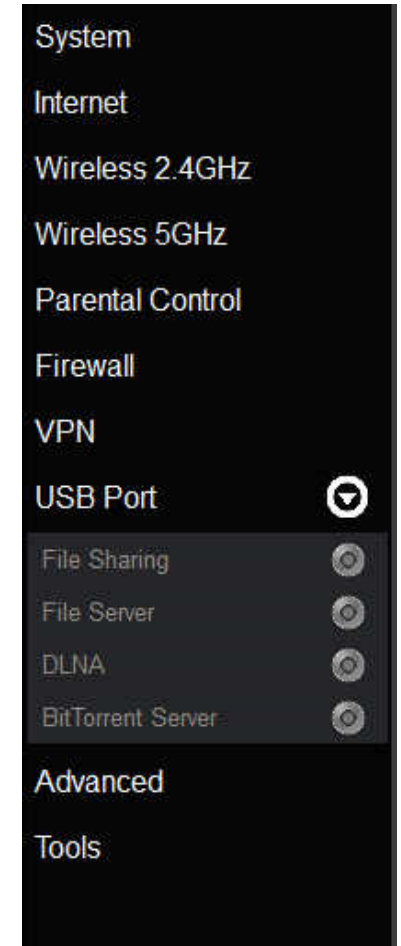 System
Internet
Wireless 2.4GHz
Wireless 5GHz
Parental Control
Firewall
VPN
USB Port
File Sharing
File Server
DLNA
BitTorrent Server
Advanced
Tools